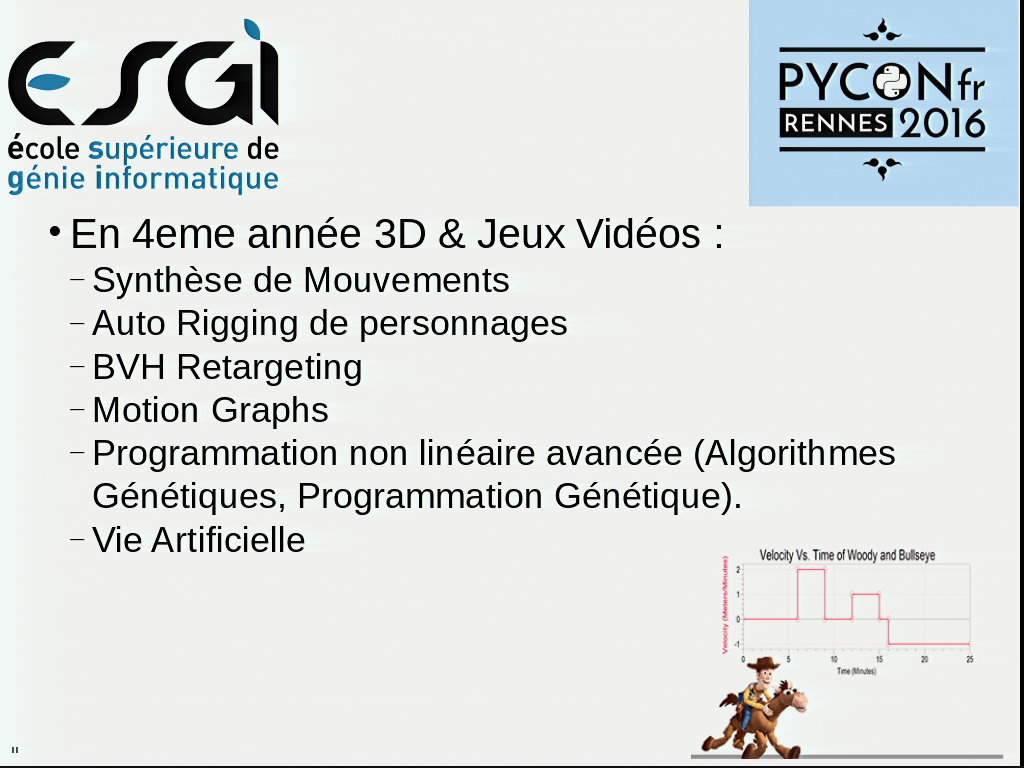 ESGI
école supérieure de
génie informatique
PYCONfr
RENNES 2016
• En 4eme année 3D & Jeux Vidéos :
– Synthèse de Mouvements
– Auto Rigging de personnages
– BVH Retargeting
– Motion Graphs
– Programmation non linéaire avancée (Algorithmes
Génétiques, Programmation Génétique).
– Vie Artificielle
Velocity Vs. Time of Woody and Bullseye
Velocity (Meters/Minutes)
2
1
0
-1
0 5 10 15 20 25
Time (Minutes)
"